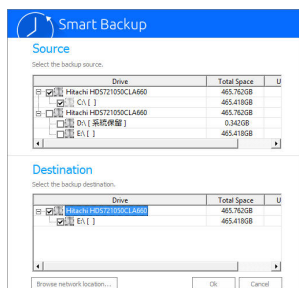 Smart Backup
Source
Select the backup source.
Drive Total Space U
Hitachi HDS721050CLA660 465.762GB
C:\ [ ] 465.418GB
Hitachi HDS721050CLA660 465.762GB
D:\ [ 系統保留 ] 0.342GB
E:\ [ ] 465.418GB
Destination
Select the backup destination.
Drive Total Space U
Hitachi HDS721050CLA660 465.762GB
E:\ [ ] 465.418GB
Browse network location... Ok Cancel